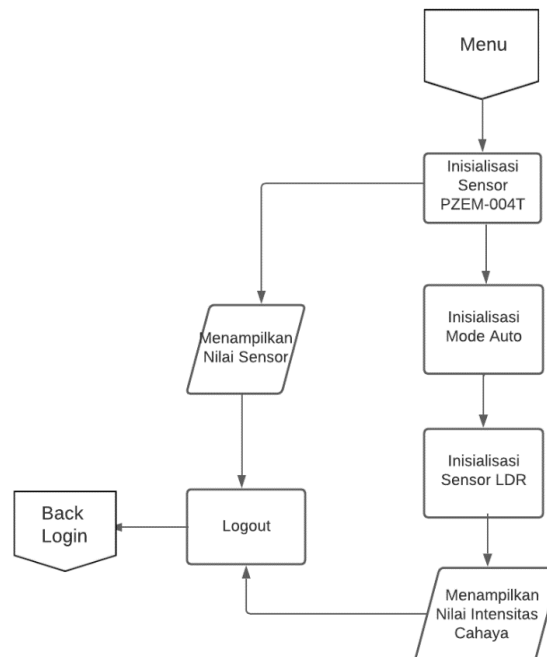 Menu
Inisialisasi
Sensor
PZEM-004T
Menampilkan
Nilai Sensor
Inisialisasi
Mode Auto
Inisialisasi
Sensor LDR
Back
Login
Logout
Menampilkan
Nilai Intensitas
Cahaya